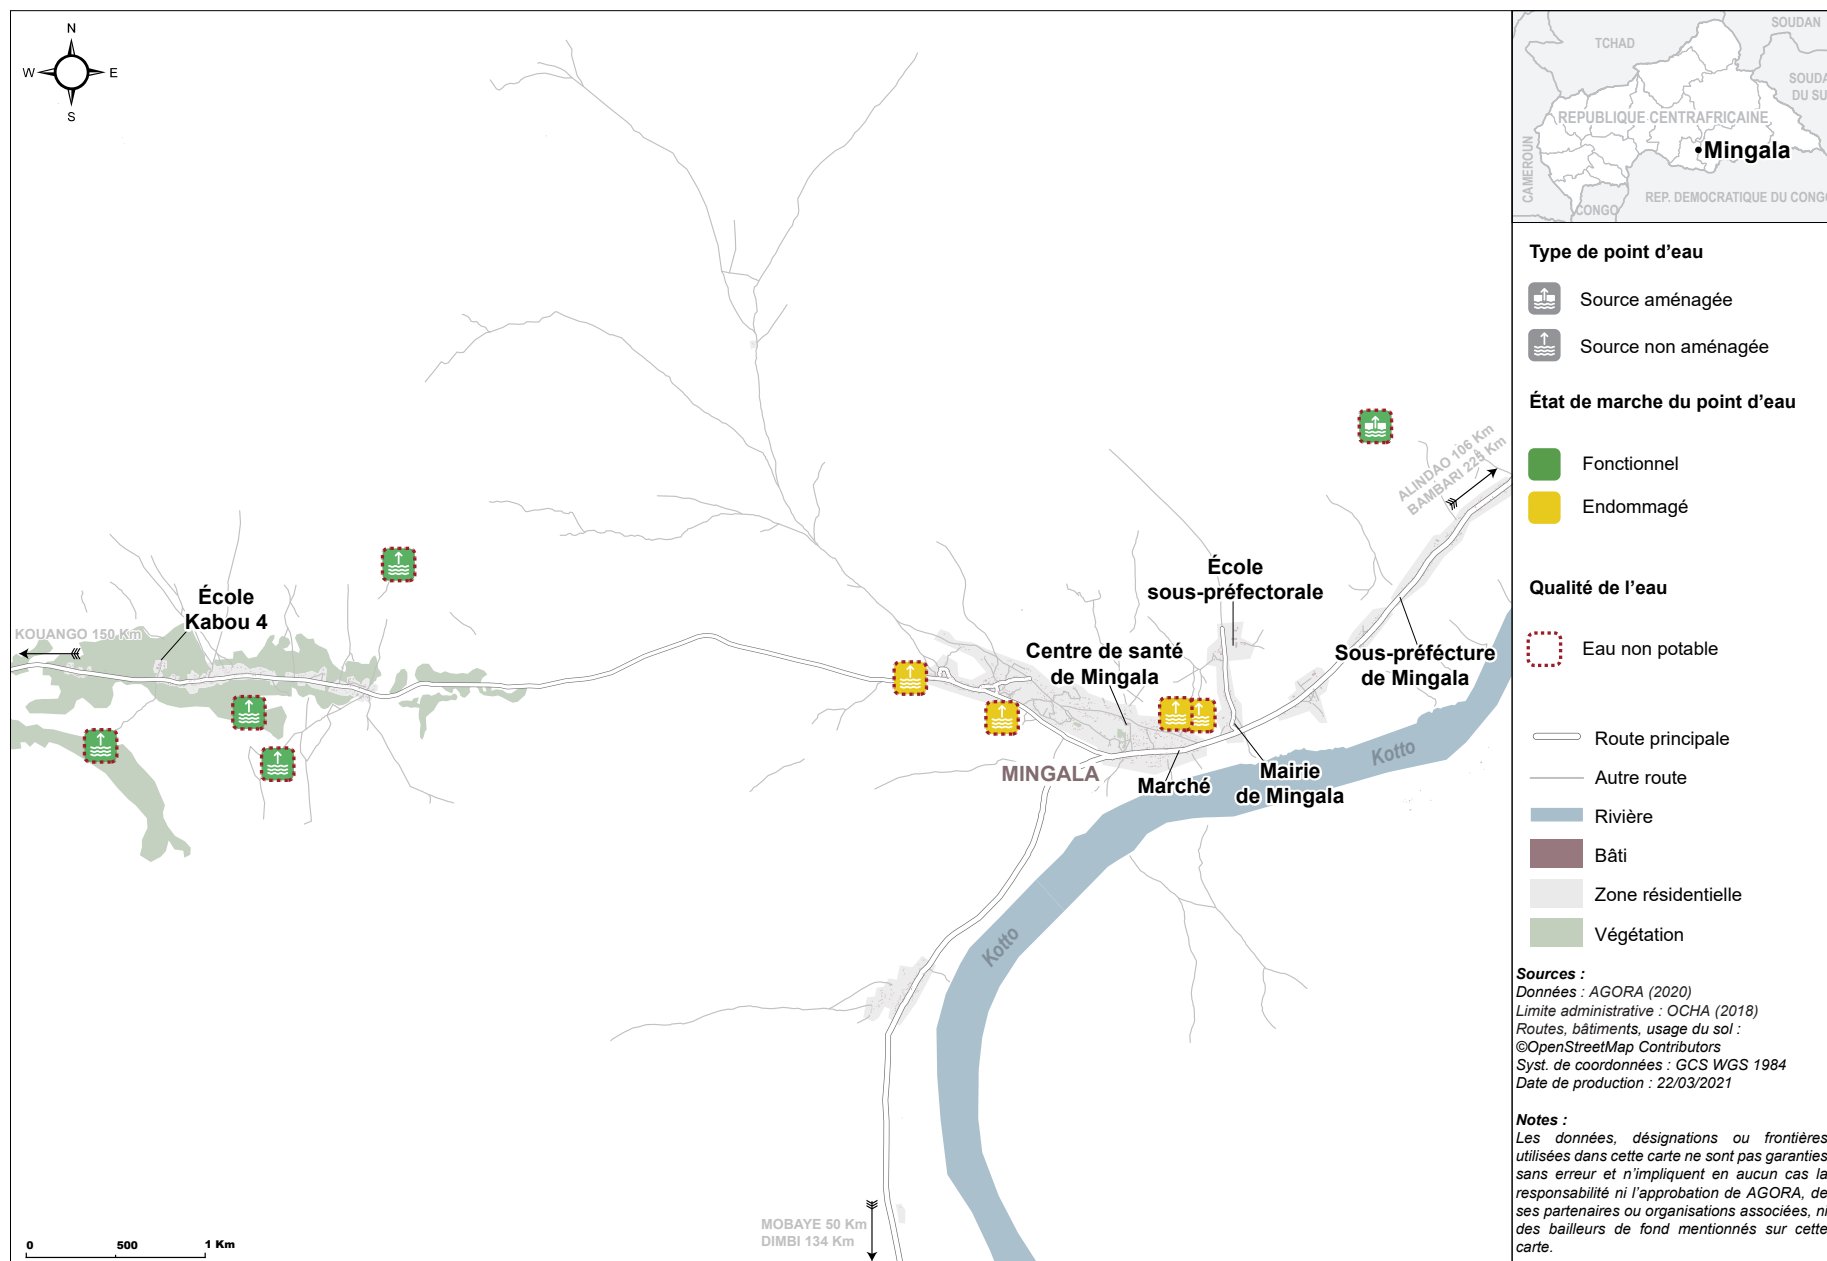 N
W
E
S
TCHAD
SOUDAN
SOUDA
DU SU
REPUBLIQUE CENTRAFRICAINE
Mingala
CAMEROUN
CONGO
REP. DEMOCRATIQUE DU CONGO
Type de point d'eau
Source aménagée
Source non aménagée
État de marche du point d'eau
Fonctionnel
Endommagé
Qualité de l'eau
Eau non potable
Route principale
Autre route
Rivière
Bâti
Zone résidentielle
Végétation
Sources :
Données : AGORA (2020)
Limite administrative : OCHA (2018)
Routes, bâtiments, usage du sol :
©OpenStreetMap Contributors
Syst. de coordonnées : GCS WGS 1984
Date de production : 22/03/2021
Notes :
Les données, désignations ou frontières
utilisées dans cette carte ne sont pas garanties
sans erreur et n'impliquent en aucun cas la
responsabilité ni l'approbation de AGORA, de
ses partenaires ou organisations associées, ni
des bailleurs de fond mentionnés sur cette
carte.
ALINDAO 106 Km
BAMBARI 225 Km
École
sous-préfectorale
École
Kabou 4
KOUANGO 150 Km
Centre de santé
de Mingala
Sous-préfécture
de Mingala
MINGALA
Marché
Mairie
de Mingala
Kotto
Kotto
MOBAYE 50 Km
DIMBI 134 Km
0 500 1 Km